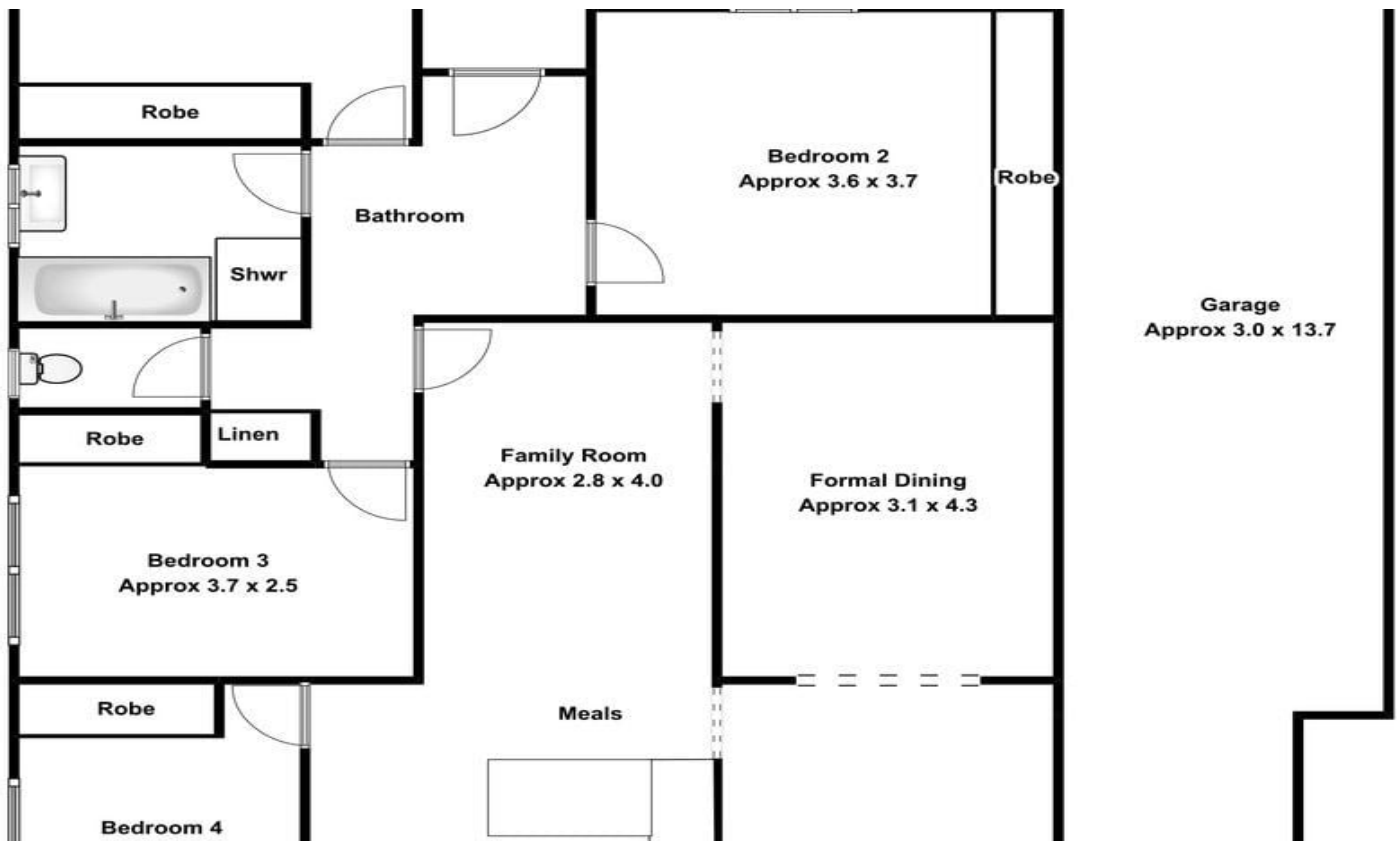 Robe
Bedroom 2
Approx 3.6 x 3.7
Robe
Bathroom
Shwr
Garage
Approx 3.0 x 13.7
Robe
Linen
Family Room
Approx 2.8 x 4.0
Formal Dining
Approx 3.1 x 4.3
Bedroom 3
Approx 3.7 x 2.5
Robe
Meals
Bedroom 4